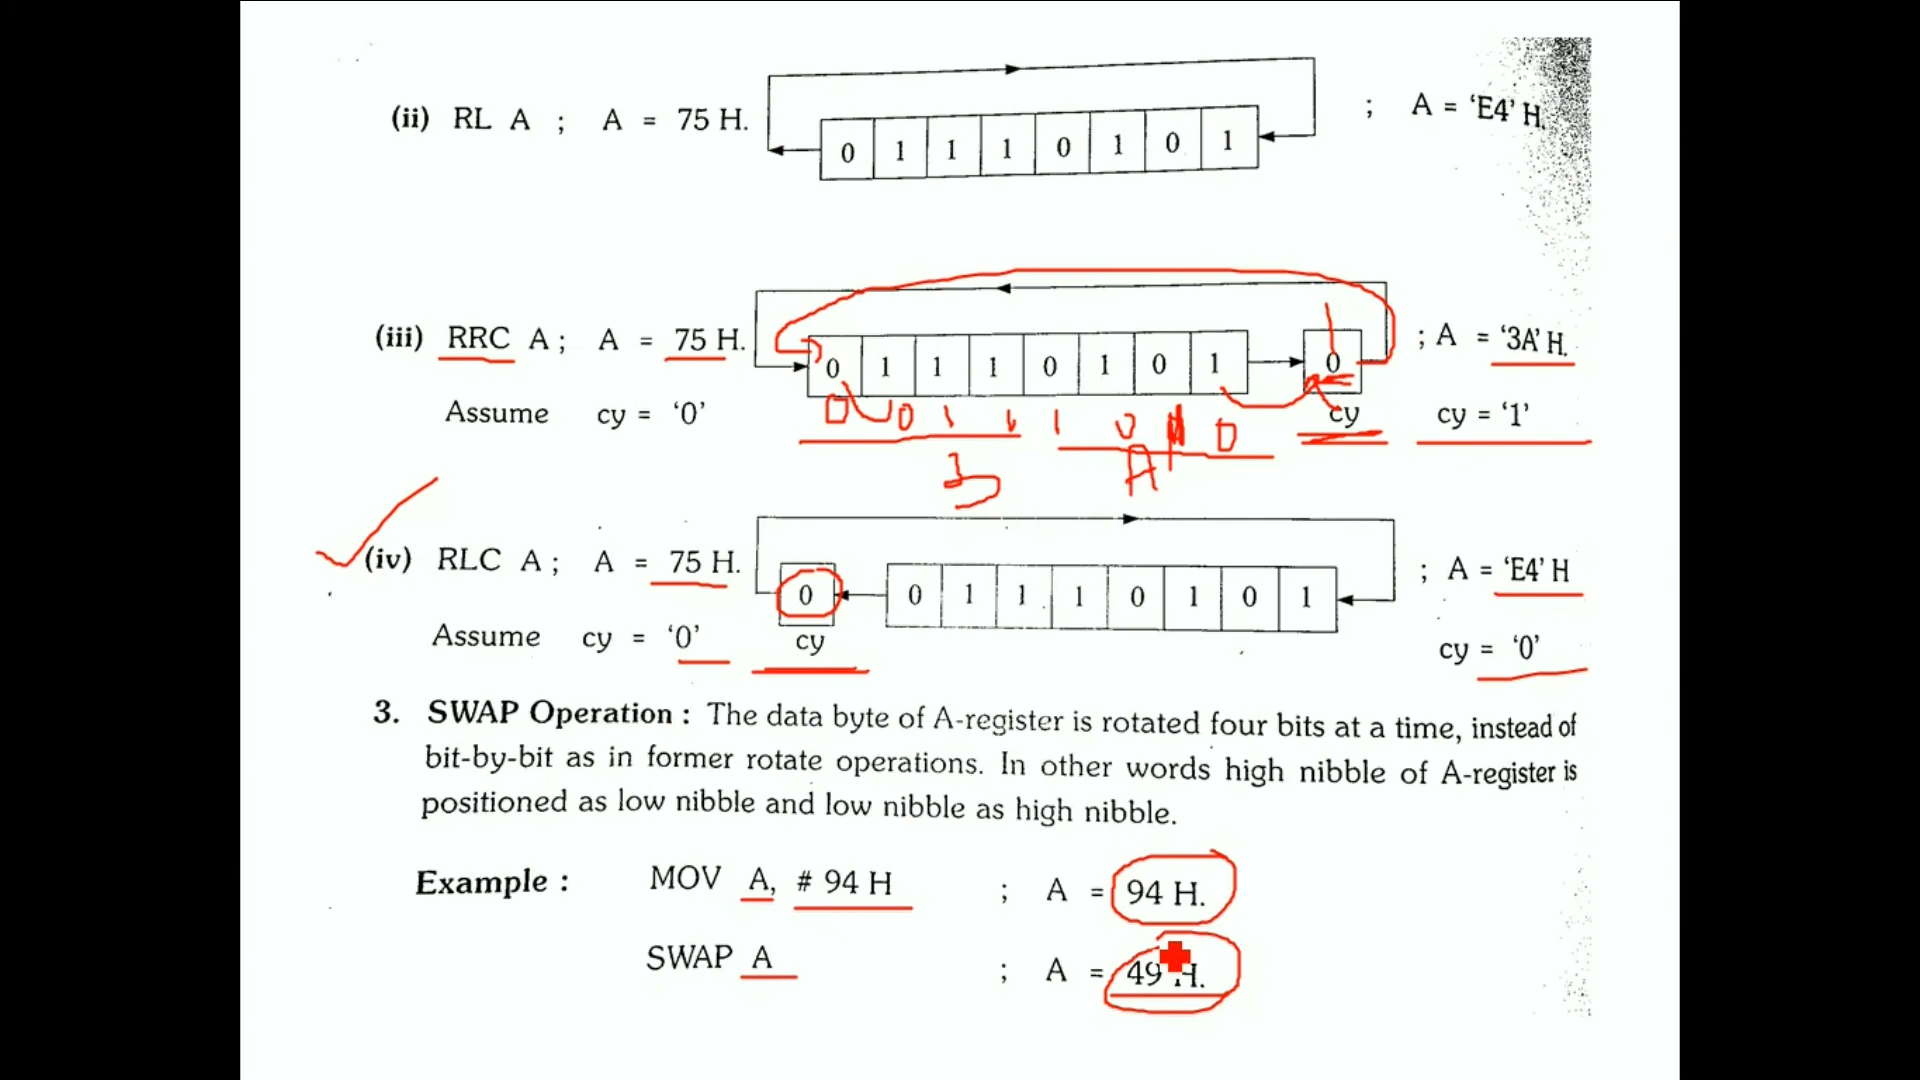 (ii) RL A ; A = 75 H. 0 1 1 1 0 1 0 1 ; A = ‘E4’ H.
(iii) RRC A ; A = 75 H. 0 1 1 1 0 1 0 1 0 ; A = ‘3A’ H.
Assume cy = ‘0’ 0 0 1 1 1 0 1 0 cy cy = ‘1’
3 A
(iv) RLC A ; A = 75 H. 0 0 1 1 1 0 1 0 1 ; A = ‘E4’ H
Assume cy = ‘0’ cy cy = ‘0’
3. SWAP Operation : The data byte of A-register is rotated four bits at a time, instead of
bit-by-bit as in former rotate operations. In other words high nibble of A-register is
positioned as low nibble and low nibble as high nibble.
Example : MOV A, # 94 H ; A = 94 H.
SWAP A ; A = 49 H.